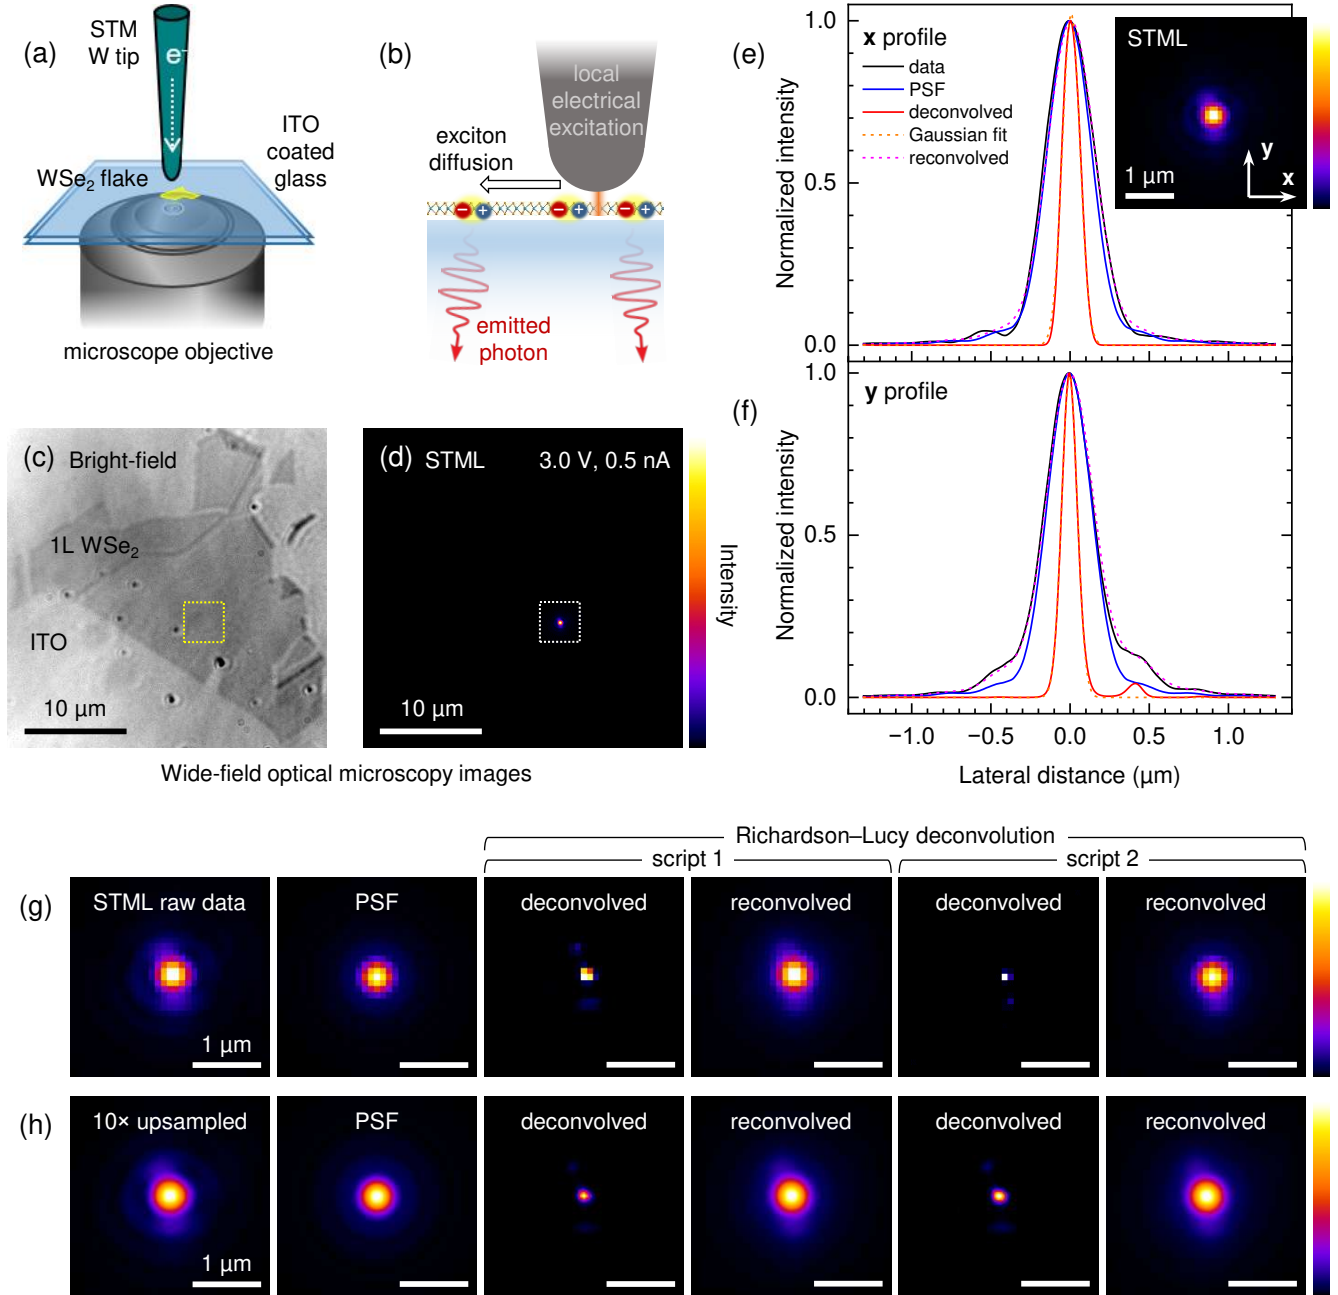 (a)
STM
W tip
e⁻
ITO
coated
glass
WSe₂ flake
microscope objective
(b)
local
electrical
excitation
exciton
diffusion
− + − + − +
emitted
photon
(c)
Bright-field
1L WSe₂
ITO
10 µm
(d)
STML 3.0 V, 0.5 nA
10 µm
Intensity
Wide-field optical microscopy images
(e)
x profile
data
PSF
deconvolved
Gaussian fit
reconvolved
STML
1 µm
y
x
Normalized intensity
1.0
0.5
0.0
(f)
y profile
Normalized intensity
1.0
0.5
0.0
−1.0 −0.5 0.0 0.5 1.0
Lateral distance (µm)
Richardson–Lucy deconvolution
script 1 script 2
(g)
STML raw data PSF deconvolved reconvolved deconvolved reconvolved
1 µm
(h)
10× upsampled PSF deconvolved reconvolved deconvolved reconvolved
1 µm